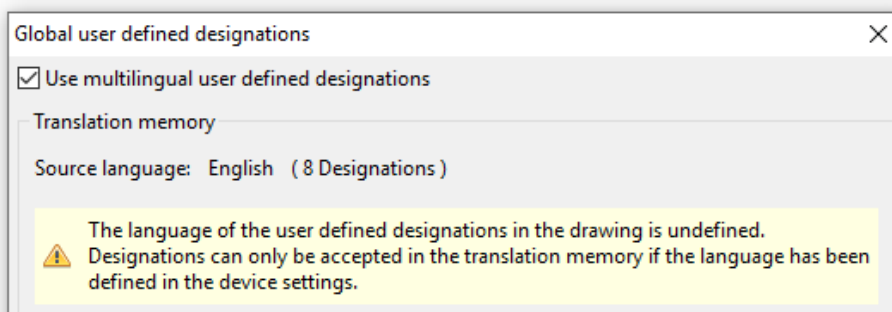 Global user defined designations
Use multilingual user defined designations
Translation memory
Source language: English ( 8 Designations )
The language of the user defined designations in the drawing is undefined.
Designations can only be accepted in the translation memory if the language has been
defined in the device settings.